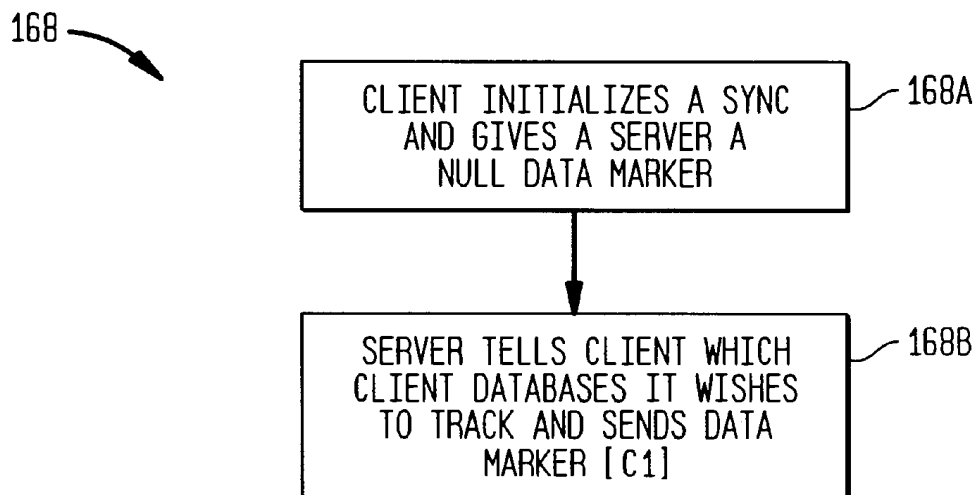 168
CLIENT INITIALIZES A SYNC
AND GIVES A SERVER A
NULL DATA MARKER
168A
SERVER TELLS CLIENT WHICH
CLIENT DATABASES IT WISHES
TO TRACK AND SENDS DATA
MARKER [C1]
168B